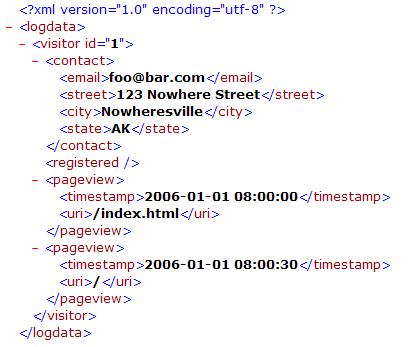 <?xml version="1.0" encoding="utf-8" ?>
- <logdata>
- <visitor id="1">
- <contact>
<email>foo@bar.com</email>
<street>123 Nowhere Street</street>
<city>Nowheresville</city>
<state>AK</state>
</contact>
<registered />
- <pageview>
<timestamp>2006-01-01 08:00:00</timestamp>
<uri>/index.html</uri>
</pageview>
- <pageview>
<timestamp>2006-01-01 08:00:30</timestamp>
<uri>/</uri>
</pageview>
</visitor>
</logdata>